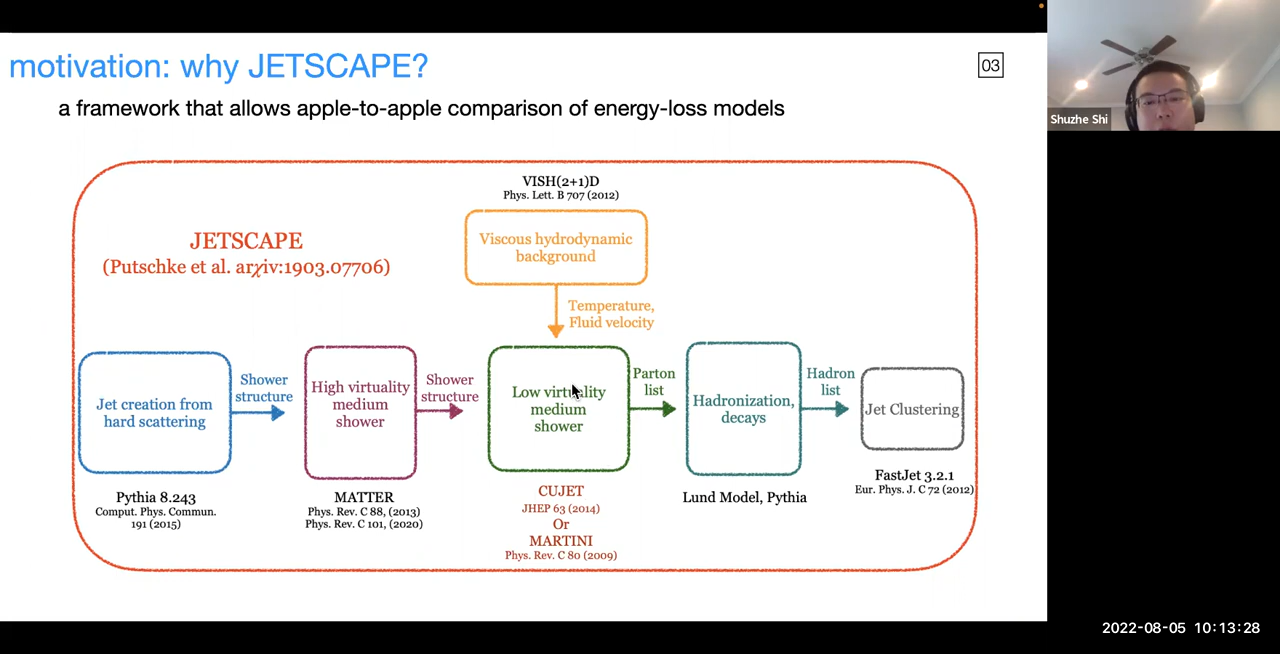 motivation: why JETSCAPE?
03
a framework that allows apple-to-apple comparison of energy-loss models
Shuzhe Shi
VISH(2+1)D
Phys. Lett. B 707 (2012)
JETSCAPE
(Putschke et al. arχiv:1903.07706)
Viscous hydrodynamic
background
Temperature,
Fluid velocity
Jet creation from
hard scattering
Shower
structure
High virtuality
medium
shower
Shower
structure
Low virtuality
medium
shower
Parton
list
Hadronization,
decays
Hadron
list
Jet Clustering
Pythia 8.243
Comput. Phys. Commun.
191 (2015)
MATTER
Phys. Rev. C 88, (2013)
Phys. Rev. C 101, (2020)
CUJET
JHEP 63 (2014)
Or
MARTINI
Phys. Rev. C 80 (2009)
Lund Model, Pythia
FastJet 3.2.1
Eur. Phys. J. C 72 (2012)
2022-08-05 10:13:28